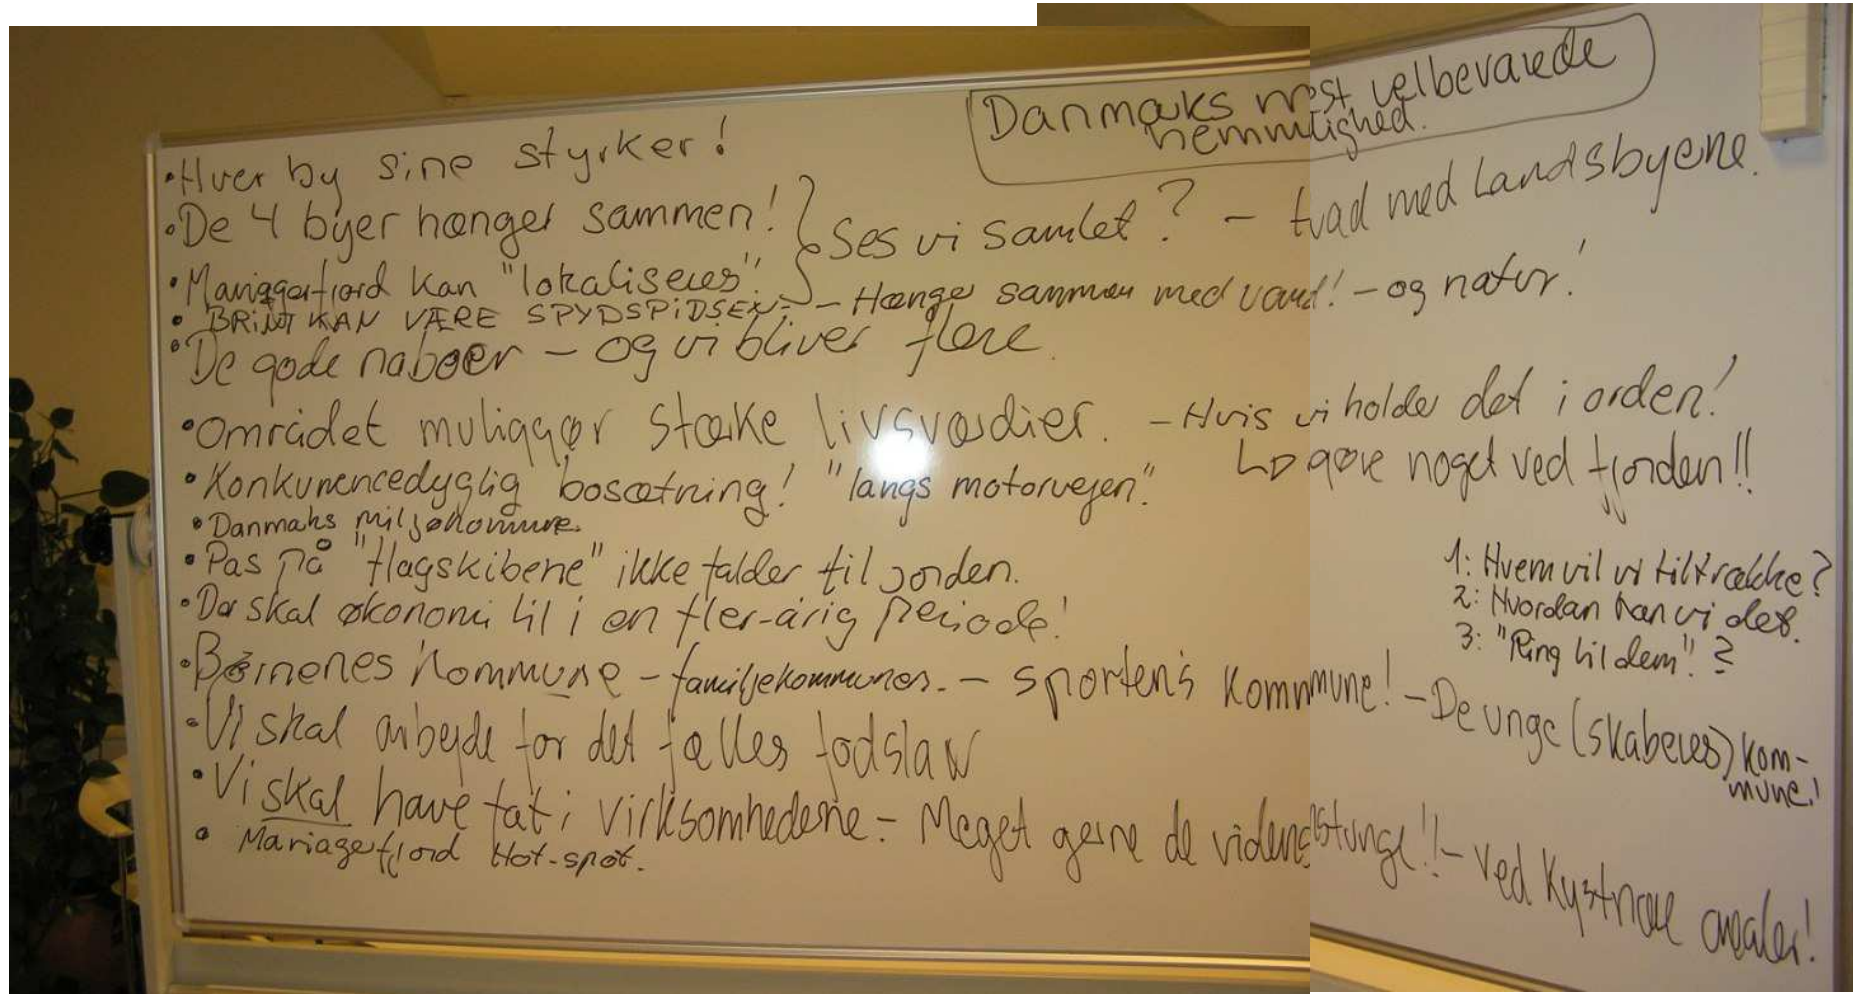 Danmarks mest velbevarede
hemmelighed.
• Hver by sine styrker!
• De 4 byer hænger sammen! } Ses vi samlet? - hvad med Landsbyerne.
• Mariagerfjord kan "lokaliseres".
• BRINT KAN VÆRE SPYDSPIDSEN - - Hænger sammen med vand! - og natur!
• De gode naboer - og vi bliver flere.
• Området muliggør stærke livsværdier. - Hvis vi holder det i orden!
↳ gøre noget ved fjorden!!
• Konkurrencedygtig bosætning! "langs motorvejen."
• Danmarks miljøkommune.
• Pas på "flagskibene" ikke falder til jorden.
• Der skal økonomi til i en fler-årig periode!
1: Hvem vil vi tiltrække?
2: Hvordan kan vi det.
3: "Ring til dem"!?
• Børnenes kommune - familjekommunen. - sporten's kommmune! - De unge (skaberes) kom-
mune!
• Vi skal arbejde for det fælles fodslaw
• Vi skal have fat i virksomhederne - Meget gerne de videnstunge!! - ved kystnære arealer!
• Mariagerfjord Hot-spot.